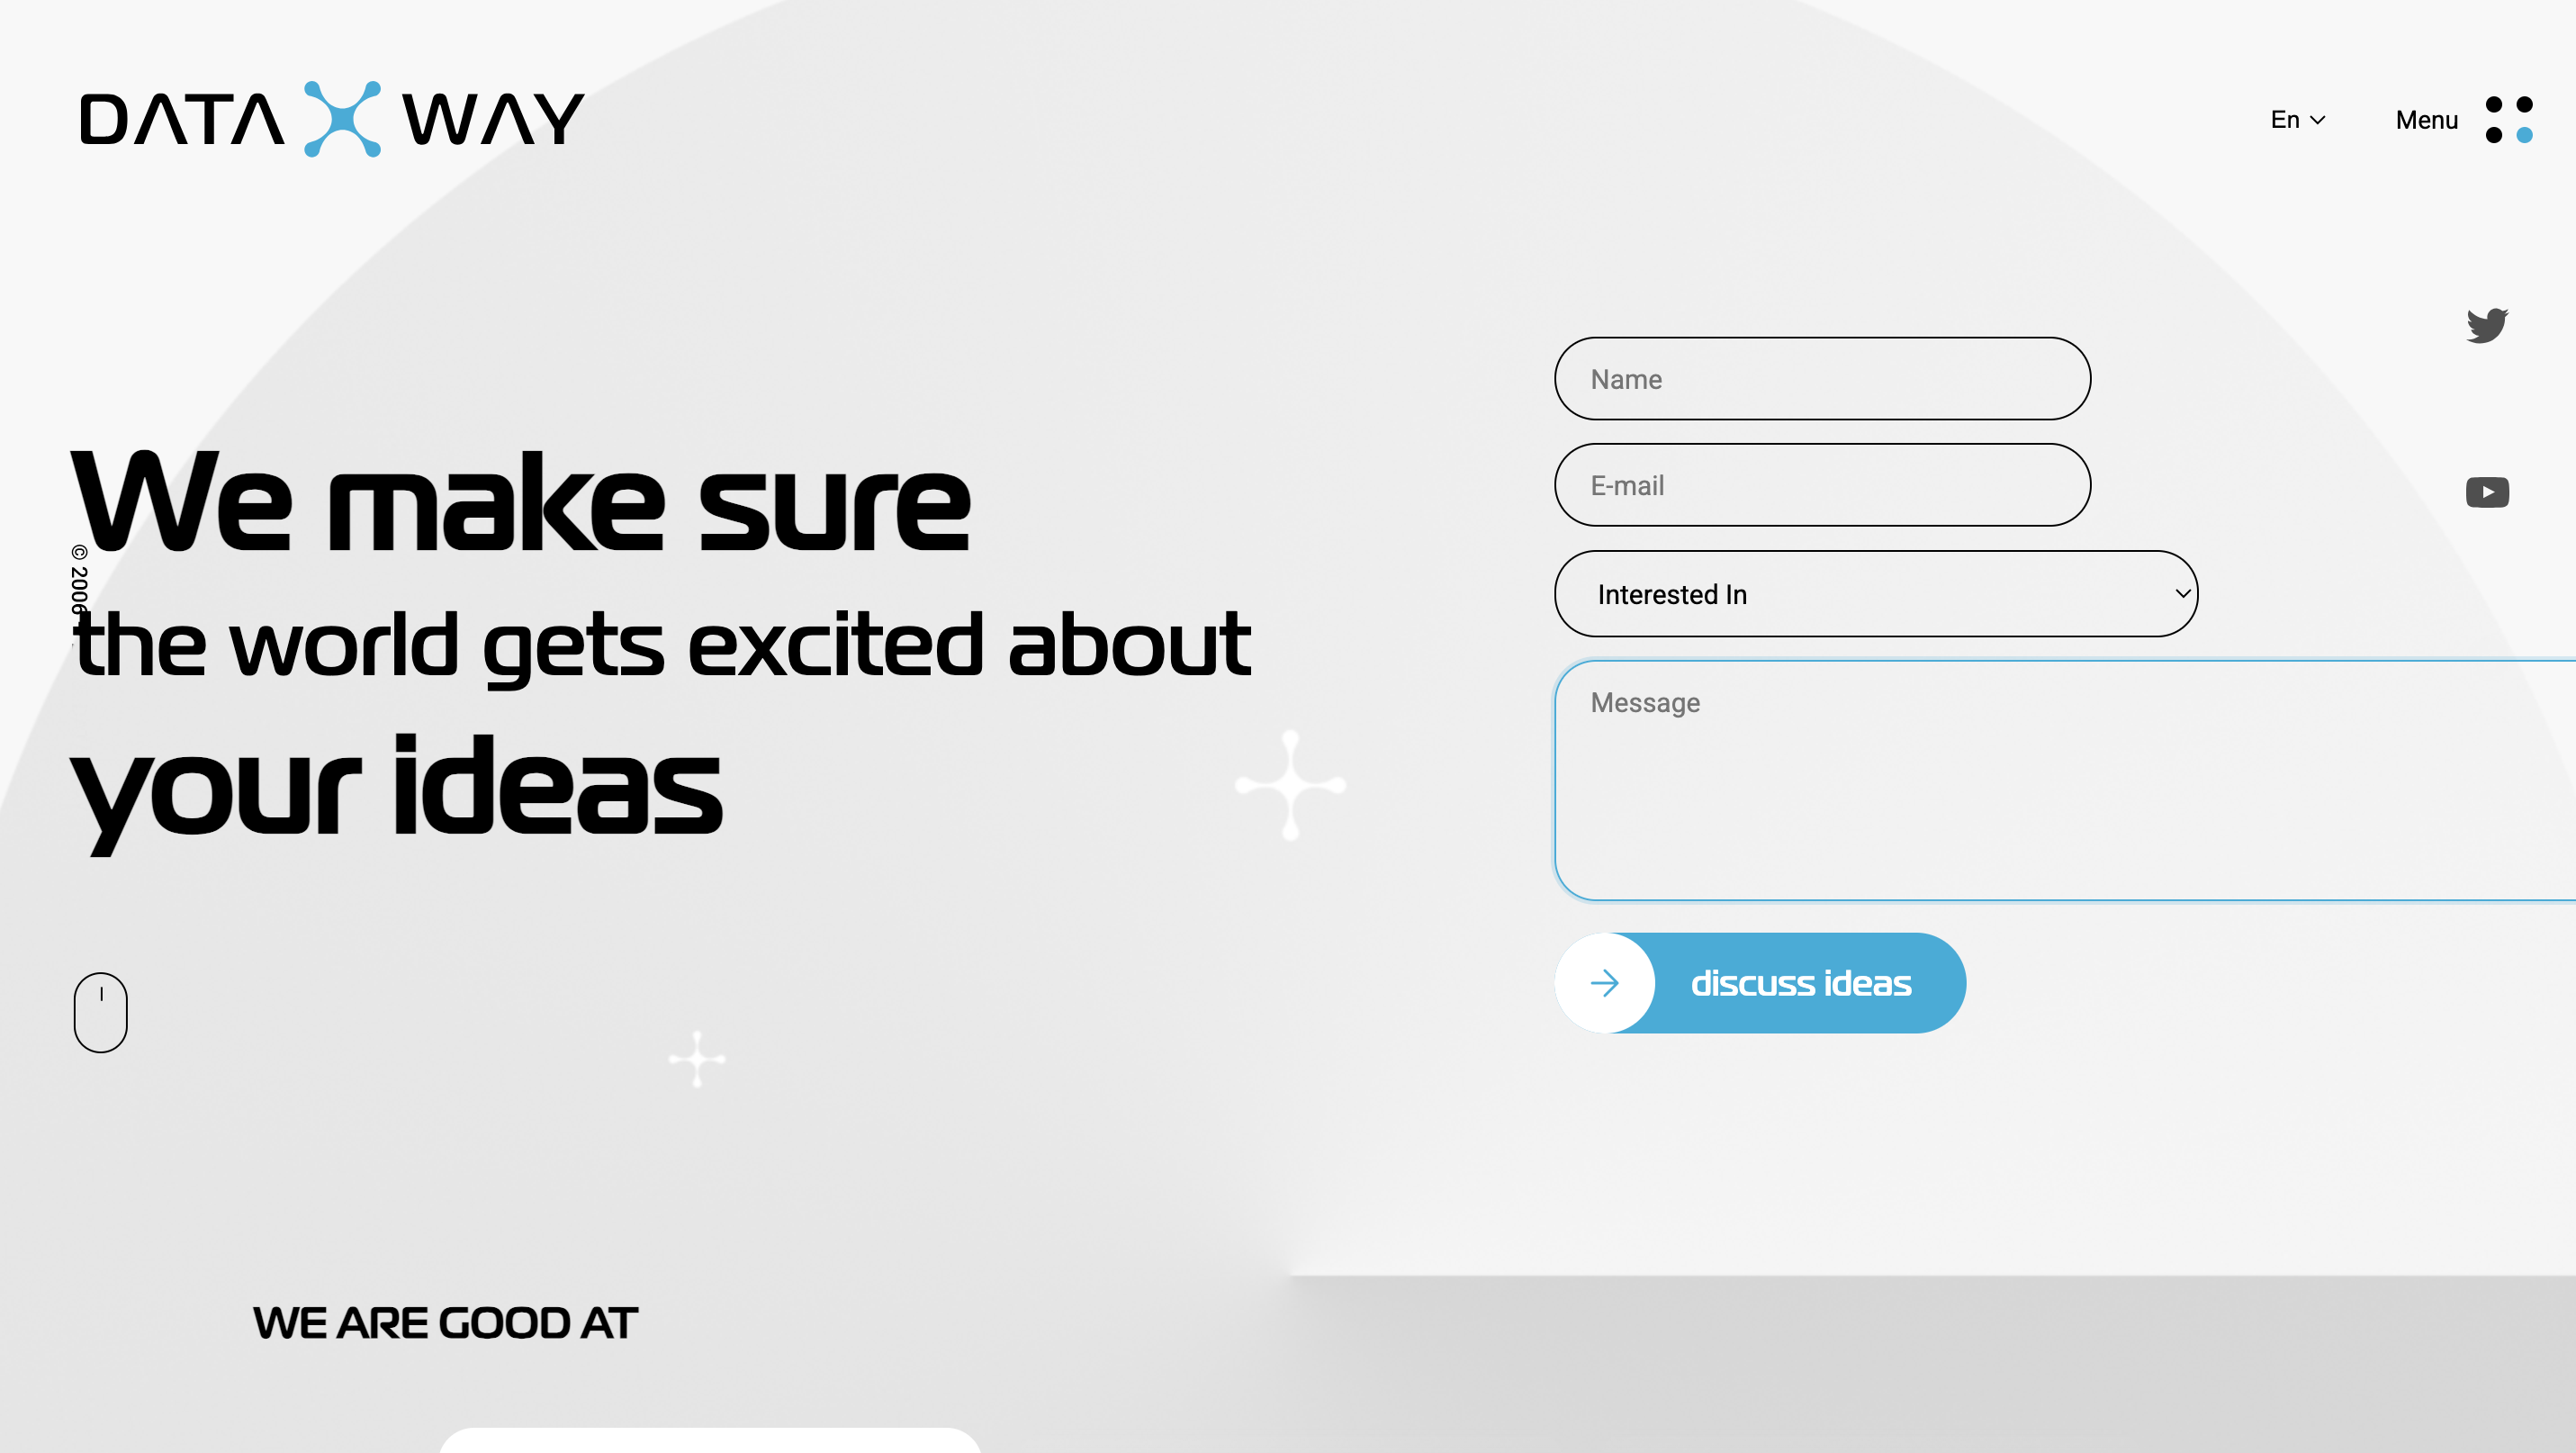 DATA WAY
En
Menu
We make sure
the world gets excited about
your ideas
© 2006
Name
E-mail
Interested In
Message
discuss ideas
WE ARE GOOD AT